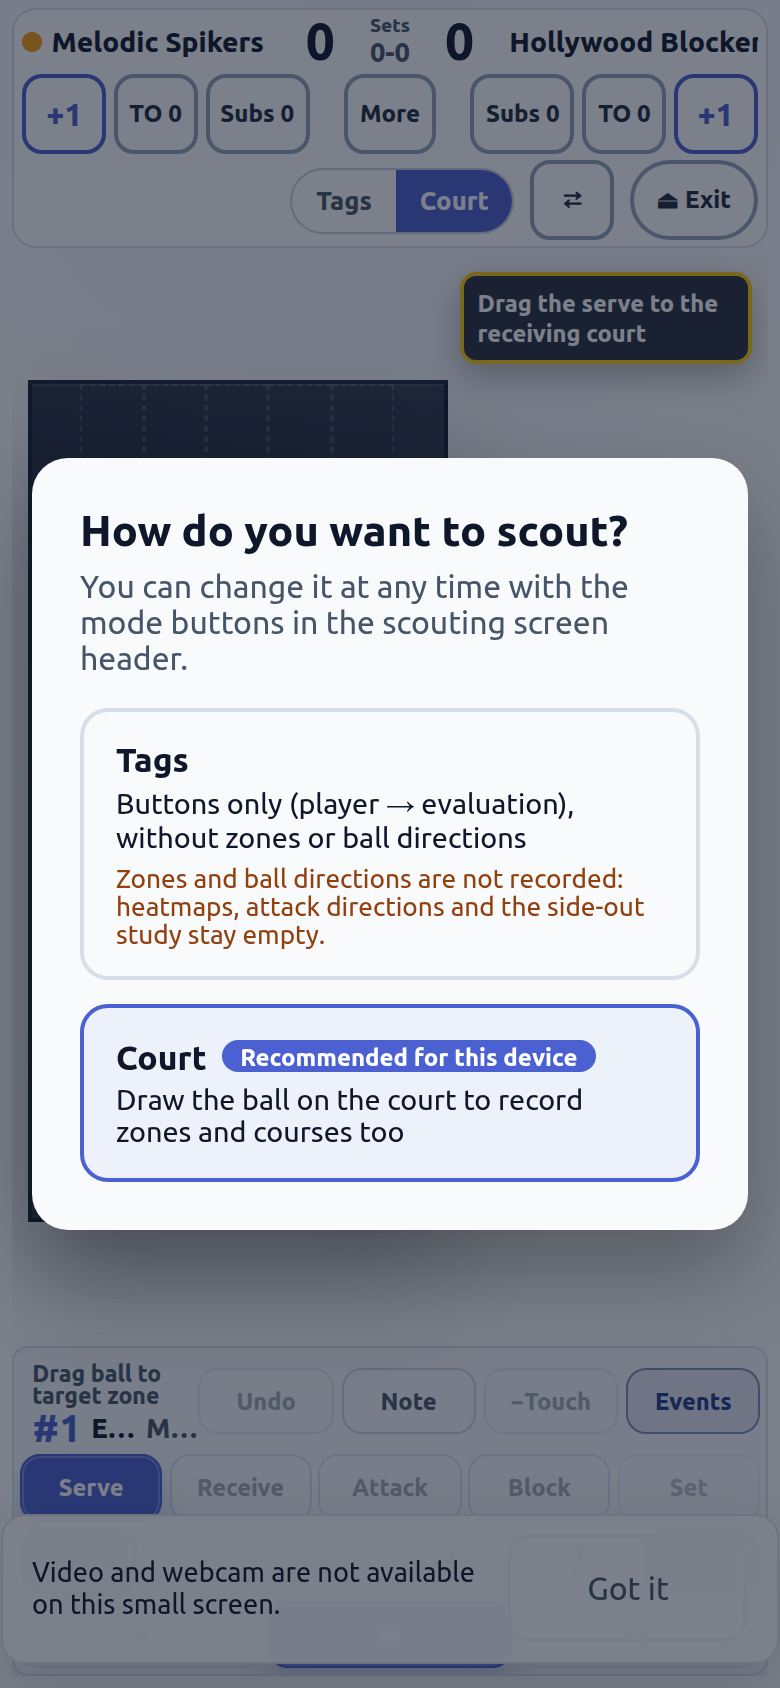 Melodic Spikers 0 Sets 0-0 0 Hollywood Blocker
+1 TO 0 Subs 0 More Subs 0 TO 0 +1
Tags Court ⇄ ⏏ Exit
Drag the serve to the
receiving court
How do you want to scout?
You can change it at any time with the
mode buttons in the scouting screen
header.
Tags
Buttons only (player → evaluation),
without zones or ball directions
Zones and ball directions are not recorded:
heatmaps, attack directions and the side-out
study stay empty.
Court Recommended for this device
Draw the ball on the court to record
zones and courses too
Drag ball to
target zone
#1 E... M...
Undo Note −Touch Events
Serve Receive Attack Block Set
Video and webcam are not available
on this small screen.
Got it